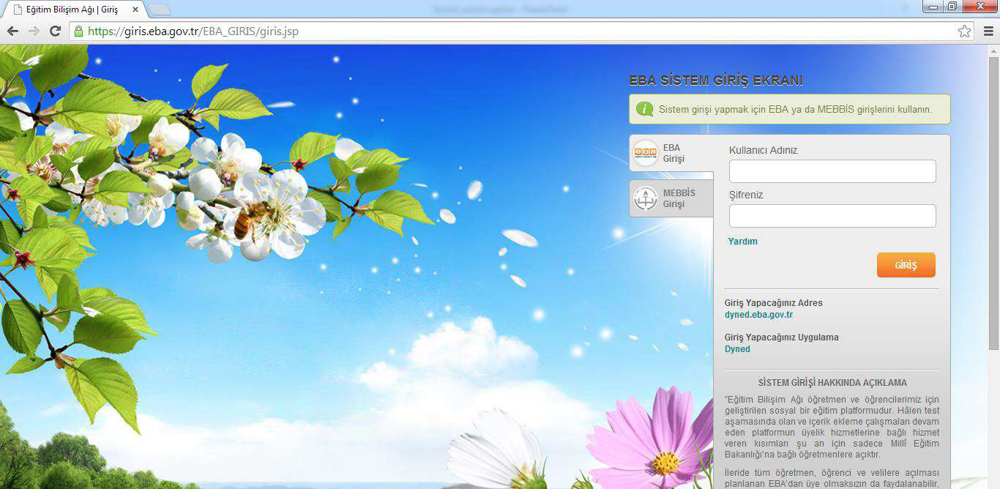 Eğitim Bilişim Ağı | Giriş
https://giris.eba.gov.tr/EBA_GIRIS/giris.jsp
EBA SİSTEM GİRİŞ EKRANI
Sistem girişi yapmak için EBA ya da MEBBİS girişlerini kullanın.
eba
EBA
Girişi
MEBBİS
Girişi
Kullanıcı Adınız
Şifreniz
Yardım
GİRİŞ
Giriş Yapacağınız Adres
dyned.eba.gov.tr
Giriş Yapacağınız Uygulama
Dyned
SİSTEM GİRİŞİ HAKKINDA AÇIKLAMA
"Eğitim Bilişim Ağı öğretmen ve öğrencilerimiz için
geliştirilen sosyal bir eğitim platformudur. Hâlen test
aşamasında olan ve içerik ekleme çalışmaları devam
eden platformun üyelik hizmetlerine bağlı hizmet
veren kısımları şu an için sadece Millî Eğitim
Bakanlığı'na bağlı öğretmenlere açıktır.
İleride tüm öğretmen, öğrenci ve velilere açılması
planlanan EBA'dan üye olmaksızın da faydalanabilir,